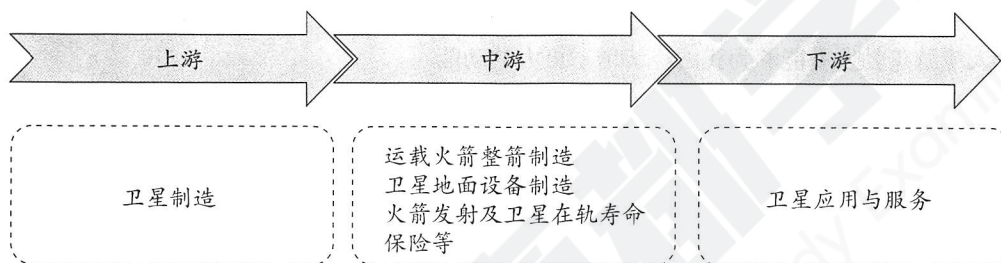 上游
中游
下游
卫星制造
运载火箭整箭制造
卫星地面设备制造
火箭发射及卫星在轨寿命
保险等
卫星应用与服务